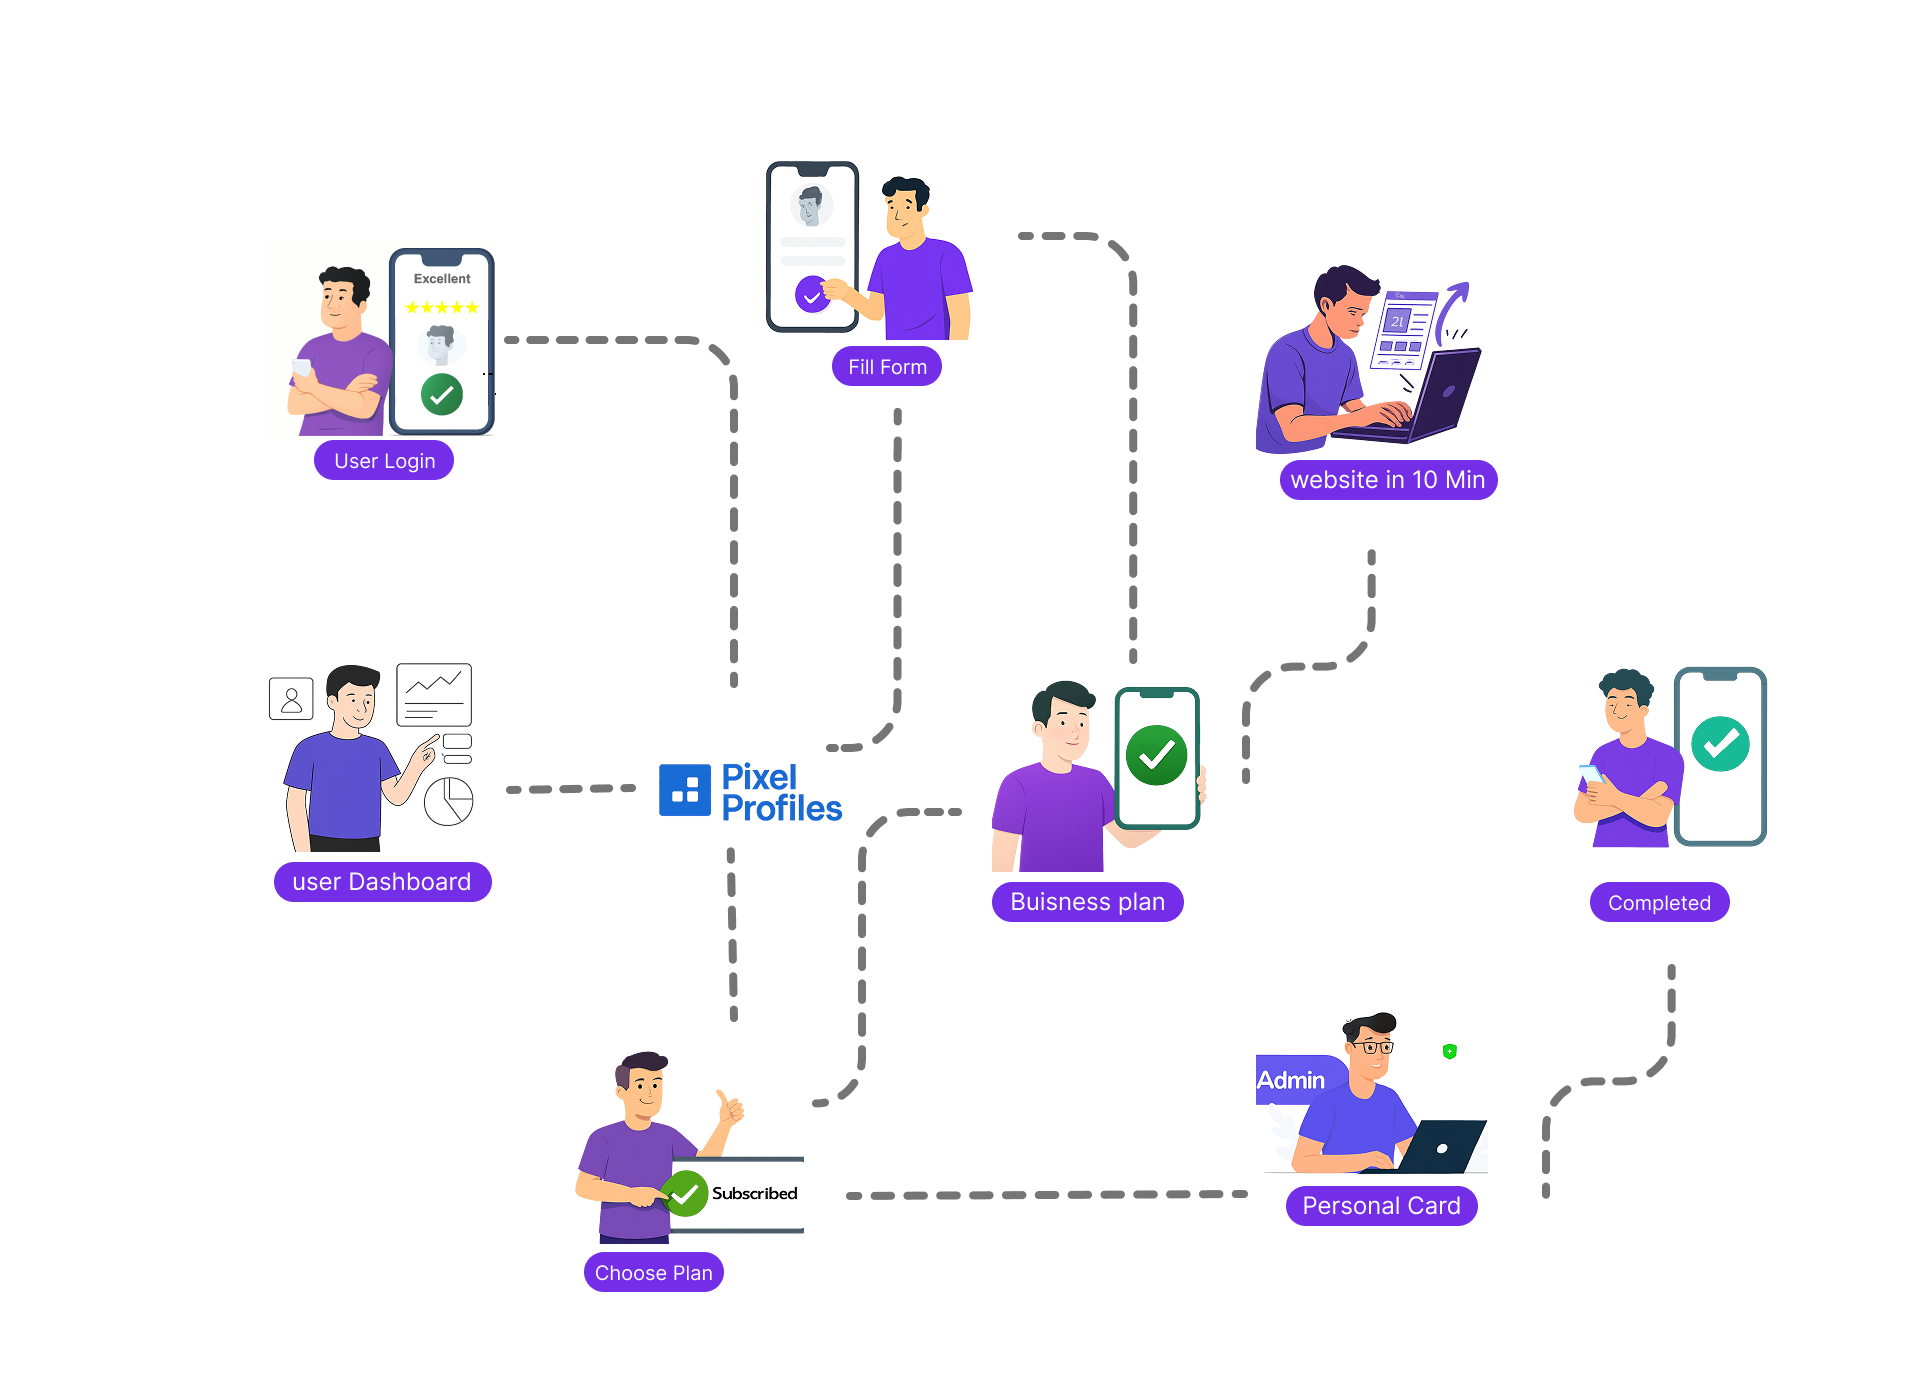 Excellent
User Login
Fill Form
21
website in 10 Min
user Dashboard
Pixel
Profiles
Buisness plan
Completed
Admin
Personal Card
Subscribed
Choose Plan